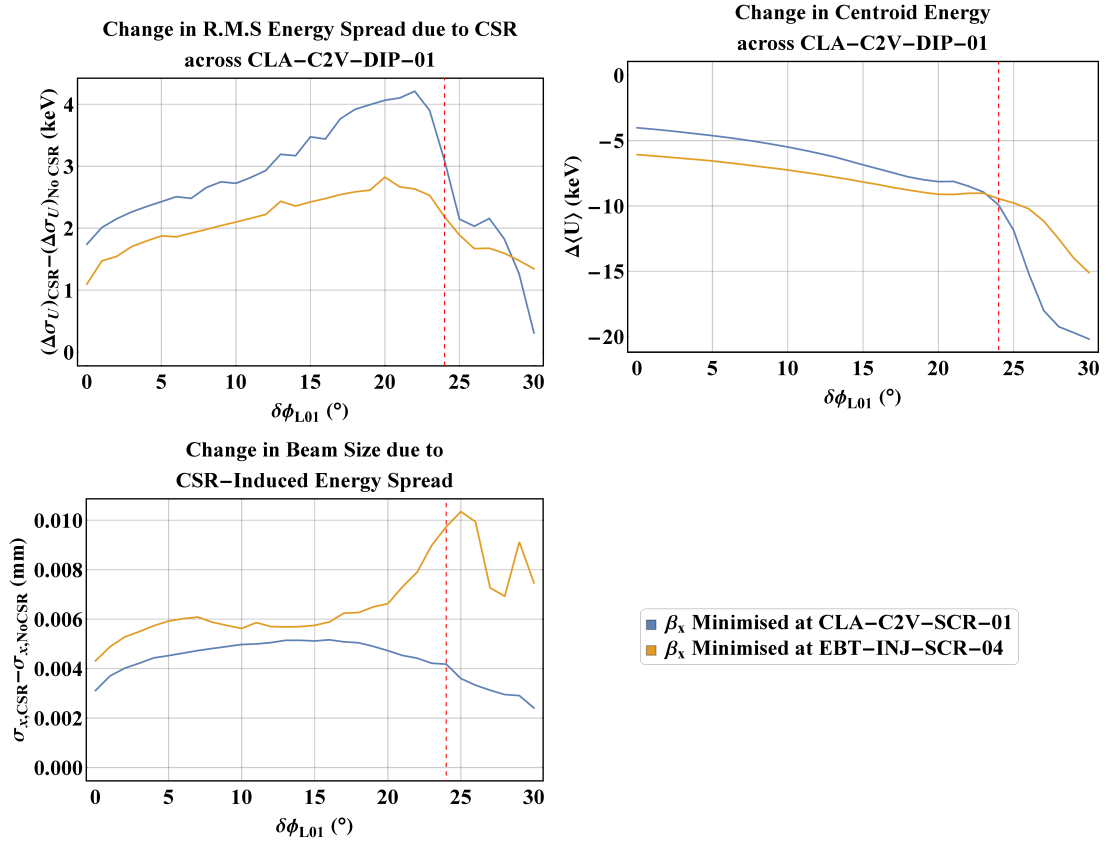 Change in R.M.S Energy Spread due to CSR
across CLA−C2V−DIP−01
(Δσ_U)_CSR−(Δσ_U)_No CSR (keV)
4
3
2
1
0
0 5 10 15 20 25 30
δϕ_L01 (°)
Change in Centroid Energy
across CLA−C2V−DIP−01
Δ⟨U⟩ (keV)
0
−5
−10
−15
−20
0 5 10 15 20 25 30
δϕ_L01 (°)
Change in Beam Size due to
CSR−Induced Energy Spread
σ_x,CSR−σ_x,NoCSR (mm)
0.010
0.008
0.006
0.004
0.002
0.000
0 5 10 15 20 25 30
δϕ_L01 (°)
β_x Minimised at CLA−C2V−SCR−01
β_x Minimised at EBT−INJ−SCR−04